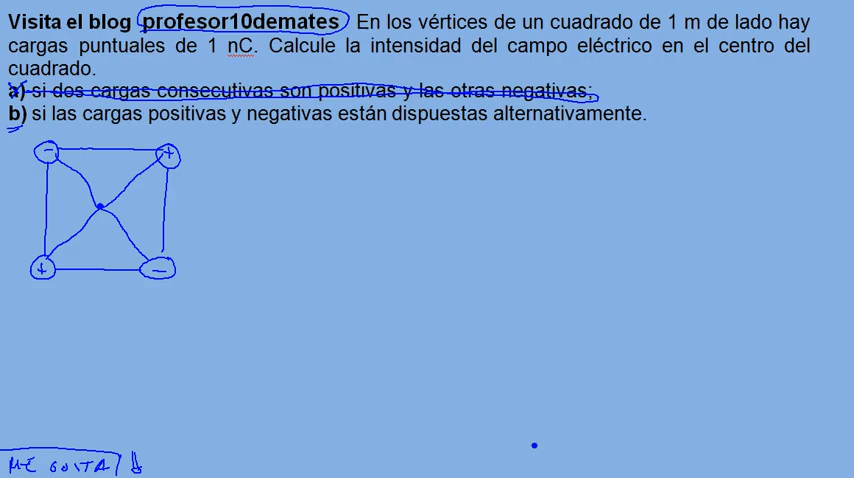 Visita el blog profesor10demates En los vértices de un cuadrado de 1 m de lado hay
cargas puntuales de 1 nC. Calcule la intensidad del campo eléctrico en el centro del
cuadrado.
a) si dos cargas consecutivas son positivas y las otras negativas;
b) si las cargas positivas y negativas están dispuestas alternativamente.
- +
+ -
ME GUSTA